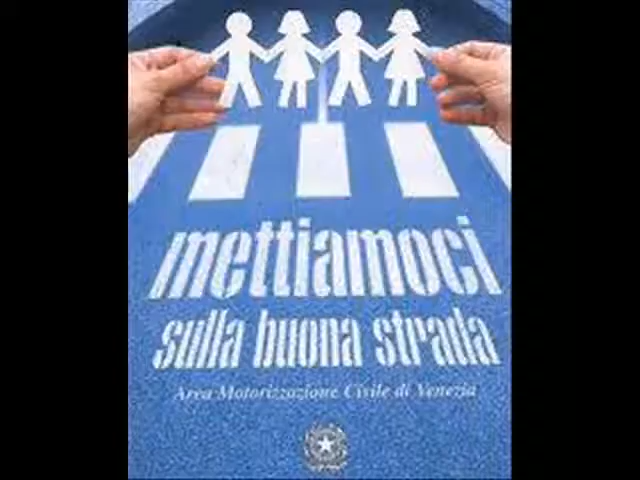 mettiamoci
sulla buona strada
Area Motorizzazione Civile di Venezia